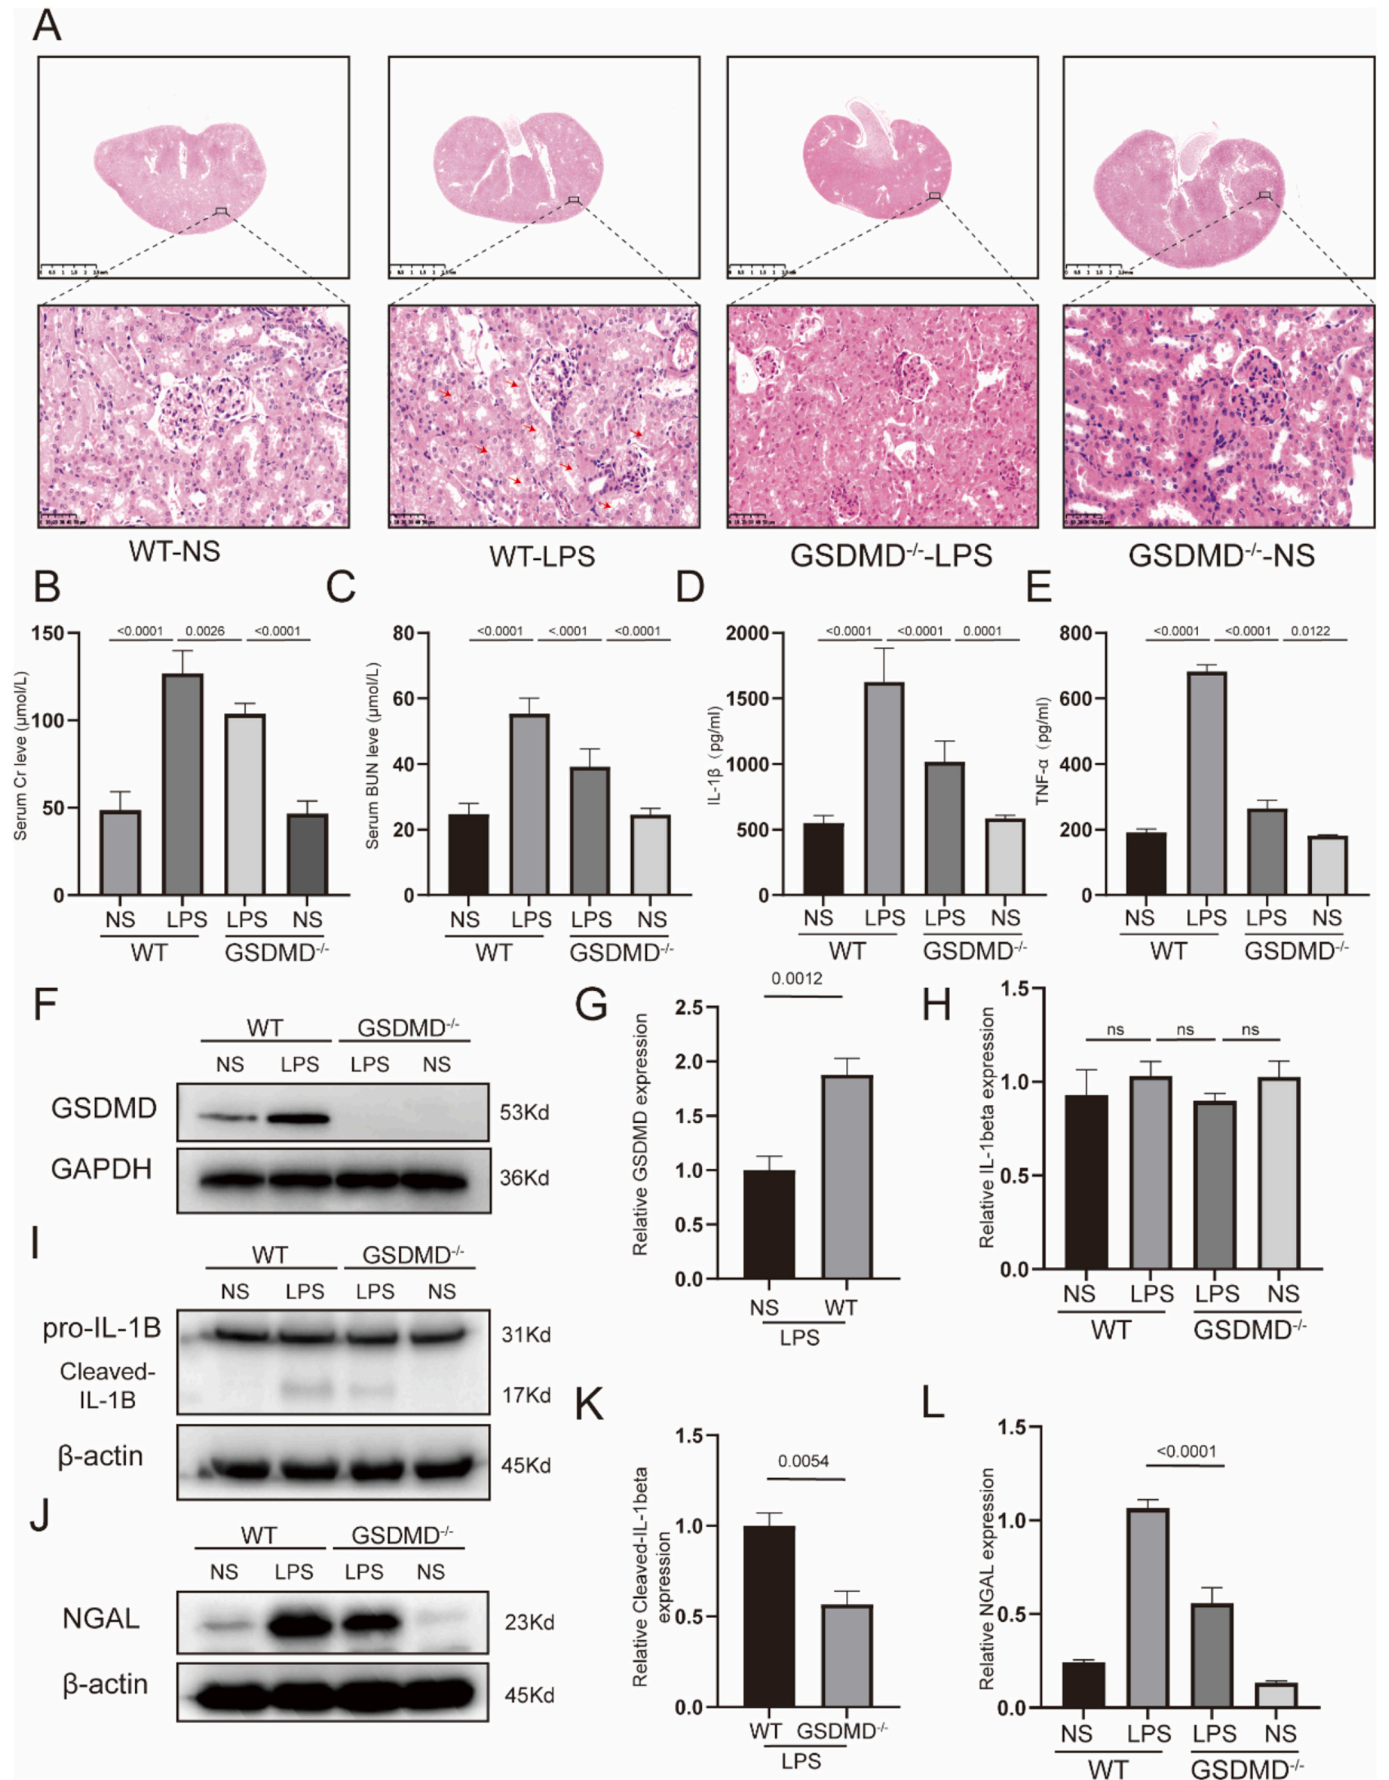 A
WT-NS
WT-LPS
GSDMD-/--LPS
GSDMD-/--NS
B
150
100
50
0
Serum Cr leve (μmol/L)
<0.0001
0.0026
<0.0001
NS LPS LPS NS
WT GSDMD-/-
C
80
60
40
20
0
Serum BUN leve (μmol/L)
<0.0001
<.0001
<0.0001
NS LPS LPS NS
WT GSDMD-/-
D
2000
1500
1000
500
0
IL-1β（pg/ml)
<0.0001
<0.0001
0.0001
NS LPS LPS NS
WT GSDMD-/-
E
800
600
400
200
0
TNF-α（pg/ml)
<0.0001
<0.0001
0.0122
NS LPS LPS NS
WT GSDMD-/-
F
WT GSDMD-/-
NS LPS LPS NS
GSDMD 53Kd
GAPDH 36Kd
G
2.5
2.0
1.5
1.0
0.5
0.0
Relative GSDMD expression
0.0012
NS WT
LPS
H
1.5
1.0
0.5
0.0
Relative IL-1beta expression
ns ns ns
NS LPS LPS NS
WT GSDMD-/-
I
WT GSDMD-/-
NS LPS LPS NS
pro-IL-1B 31Kd
Cleaved-
IL-1B 17Kd
β-actin 45Kd
J
WT GSDMD-/-
NS LPS LPS NS
NGAL 23Kd
β-actin 45Kd
K
1.5
1.0
0.5
0.0
Relative Cleaved-IL-1beta
expression
0.0054
WT GSDMD-/-
LPS
L
1.5
1.0
0.5
0.0
Relative NGAL expression
<0.0001
NS LPS LPS NS
WT GSDMD-/-